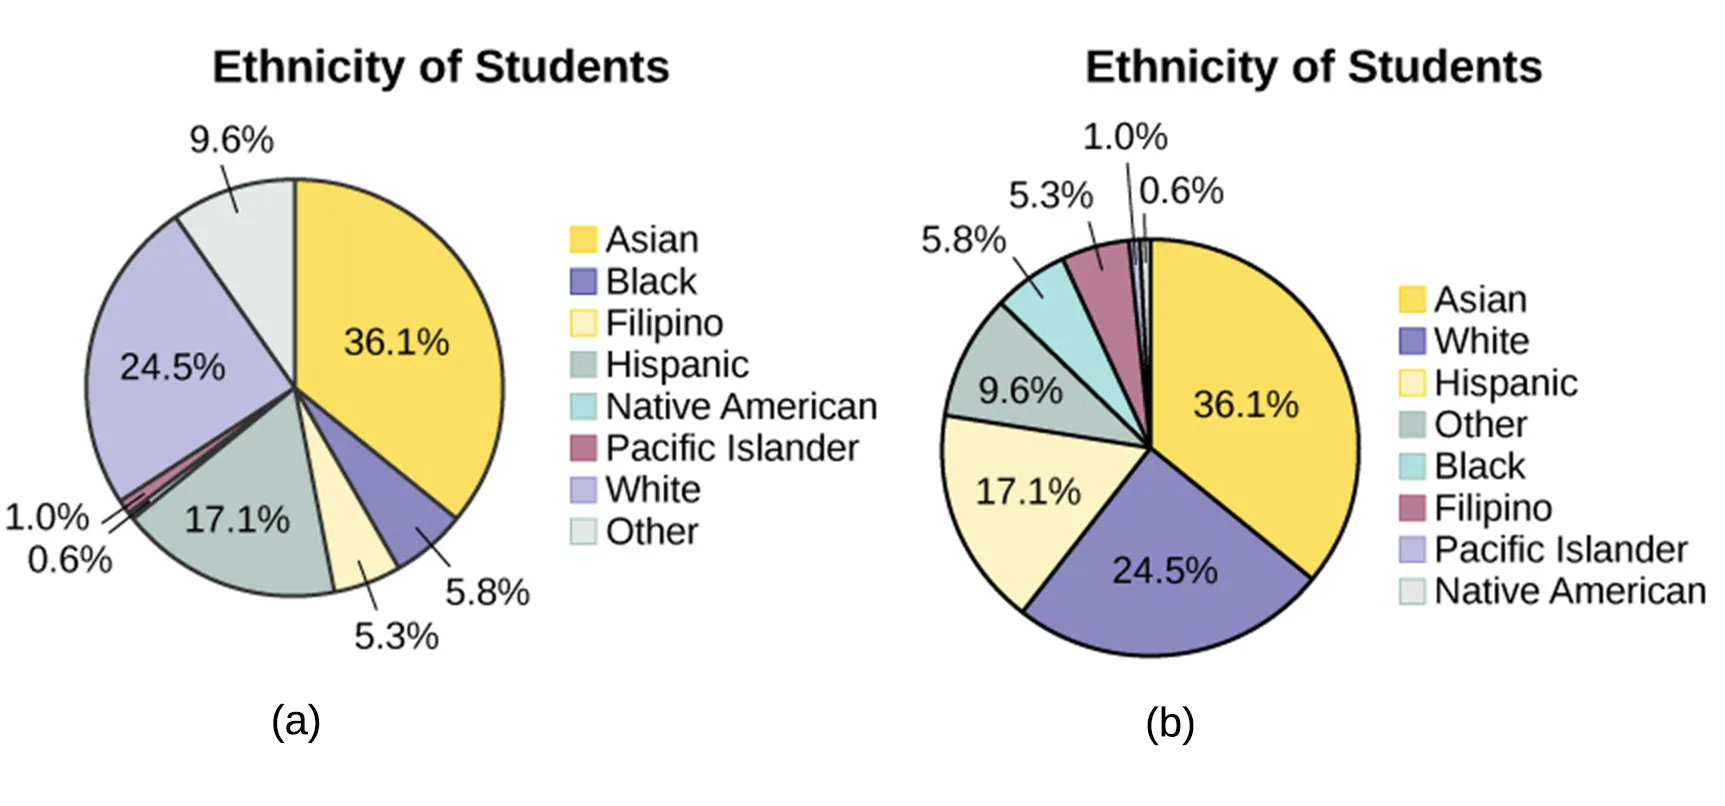 Ethnicity of Students
9.6%
36.1%
24.5%
1.0%
0.6%
17.1%
5.8%
5.3%
Asian
Black
Filipino
Hispanic
Native American
Pacific Islander
White
Other
(a)
Ethnicity of Students
1.0%
0.6%
5.3%
5.8%
9.6%
36.1%
17.1%
24.5%
Asian
White
Hispanic
Other
Black
Filipino
Pacific Islander
Native American
(b)